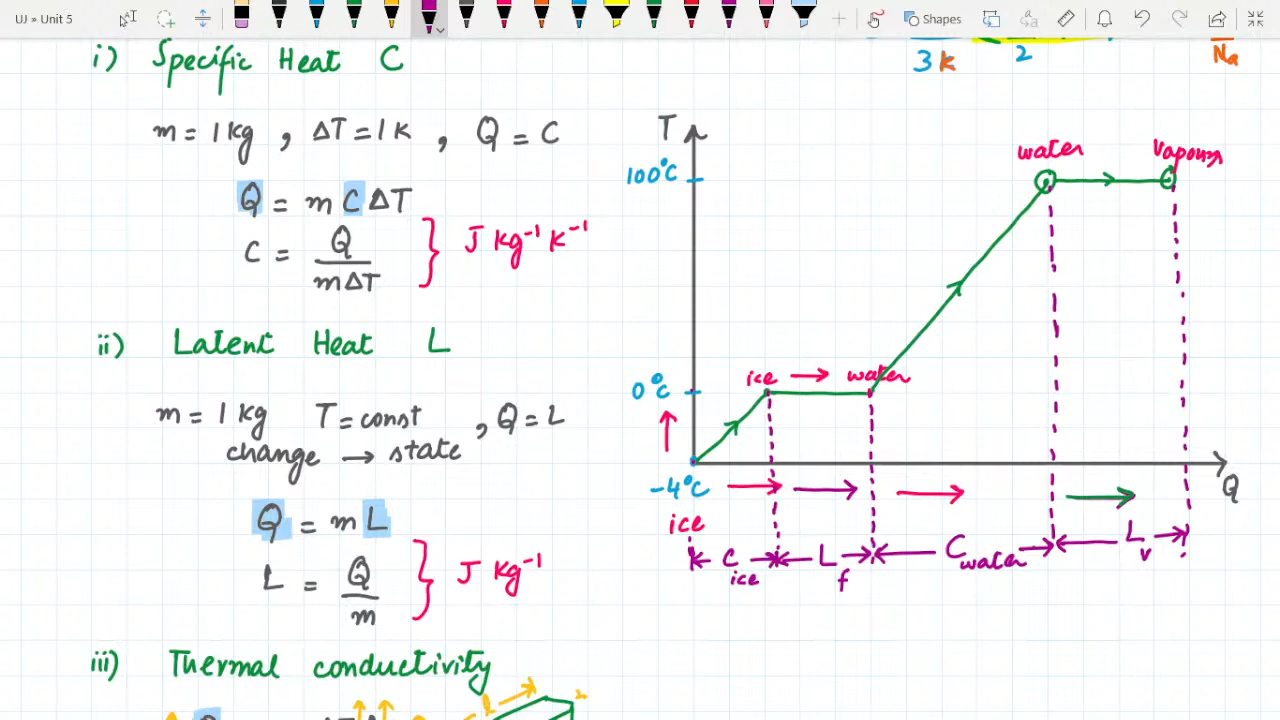 UJ » Unit 5
Shapes
i) Specific Heat C
3k 2 Na
m = 1 kg , ΔT = 1 K , Q = C
Q = m C ΔT
C = Q / mΔT } J kg⁻¹ K⁻¹
ii) Latent Heat L
m = 1 kg T = const , Q = L
change → state
Q = m L
L = Q / m } J kg⁻¹
iii) Thermal conductivity
l
T
water Vapours
100°C
ice → water
0°C
-4°C
Q
ice
C ice L f C water L v